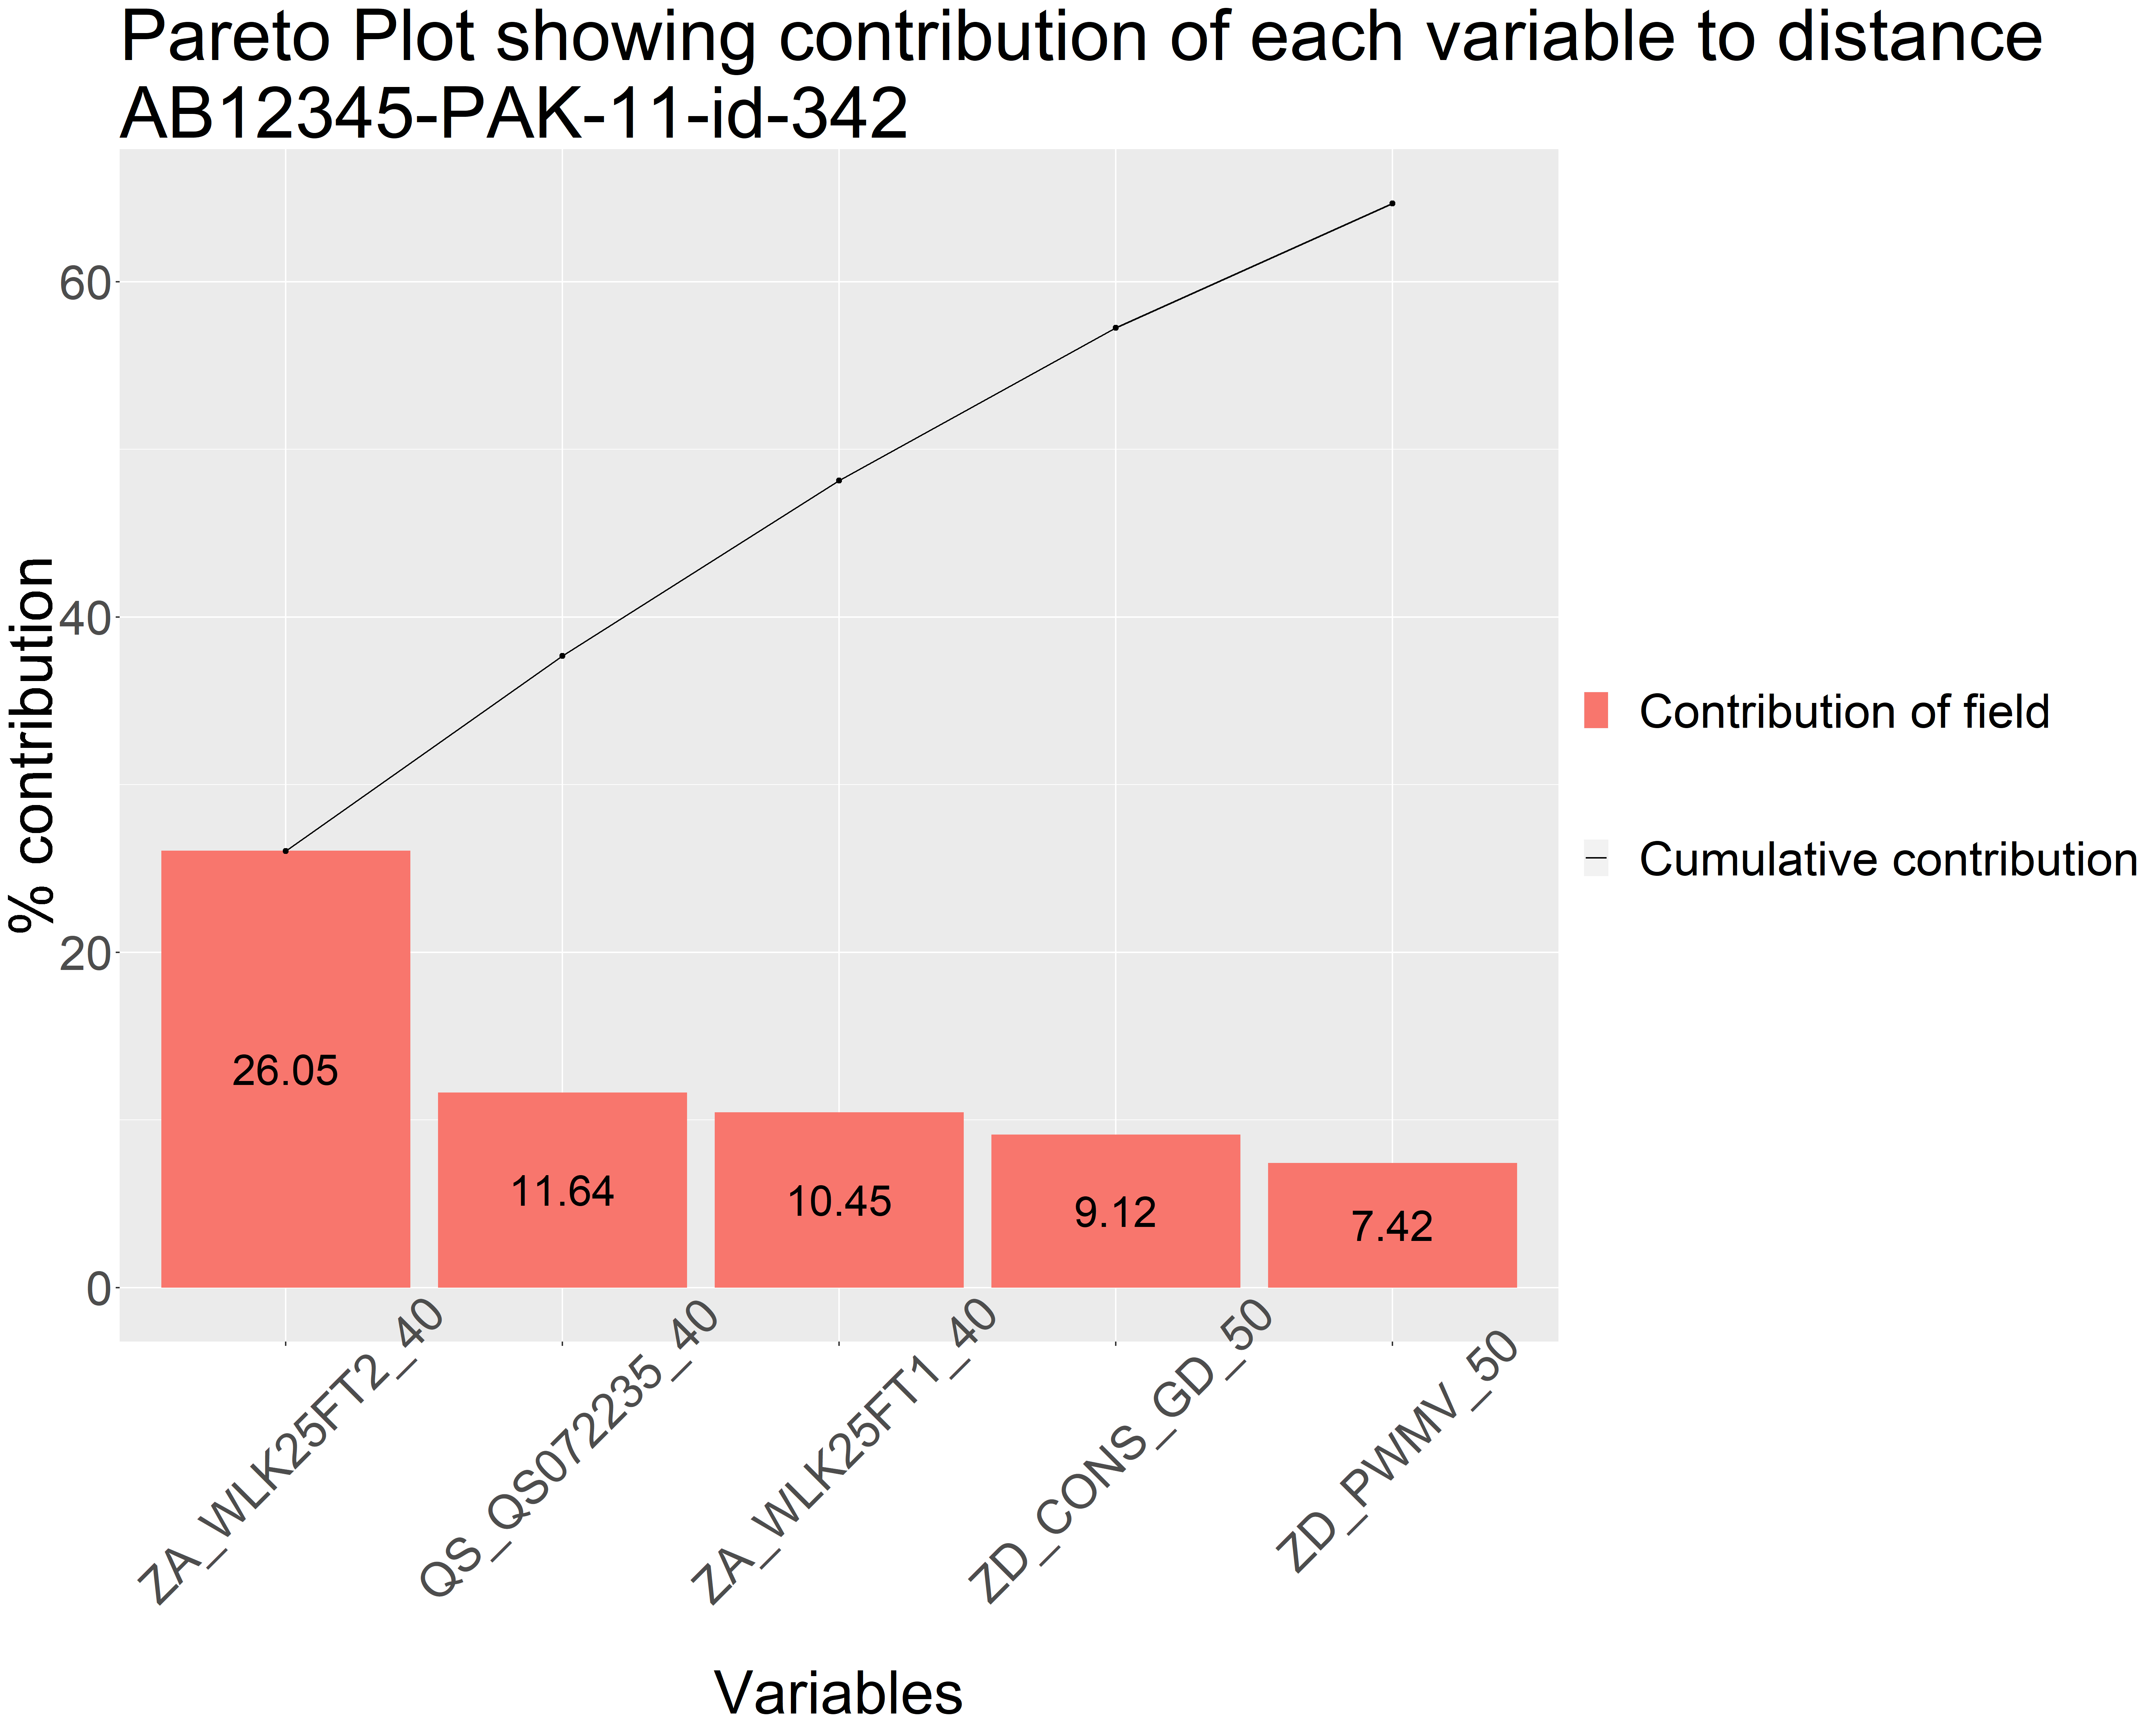 Pareto Plot showing contribution of each variable to distance
AB12345-PAK-11-id-342
% contribution
60
40
20
0
26.05
11.64
10.45
9.12
7.42
ZA_WLK25FT2_40
QS_QS072235_40
ZA_WLK25FT1_40
ZD_CONS_GD_50
ZD_PWMV_50
Variables
Contribution of field
Cumulative contribution